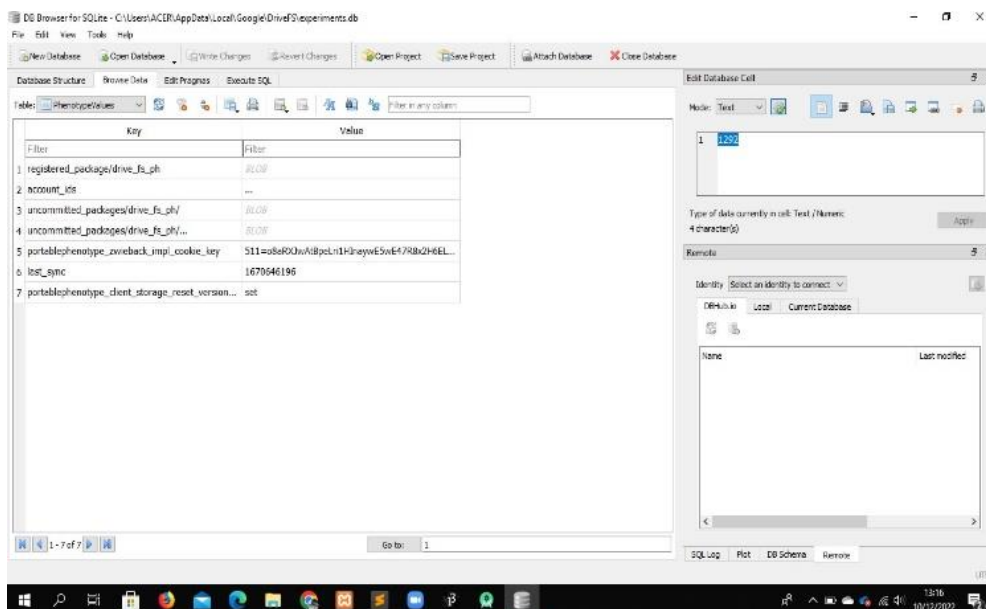 DB Browser for SQLite - C:\Users\ACER\AppData\Local\Google\DriveFS\experiments.db
File Edit View Tools Help
New Database Open Database Write Changes Revert Changes Open Project Save Project Attach Database Close Database
Database Structure Browse Data Edit Pragmas Execute SQL
Table: PhenotypeValues Filter in any column
Key Value
Filter Filter
1 registered_package/drive_fs_ph BLOB
2 account_ids ...
3 uncommitted_packages/drive_fs_ph/ BLOB
4 uncommitted_packages/drive_fs_ph/... BLOB
5 portablephenotype_zwieback_impl_cookie_key
6 last_sync 1670646196
7 portablephenotype_client_storage_reset_version... set
1 - 7 of 7 Go to: 1
Edit Database Cell
Mode: Text
1 1292
Type of data currently in cell: Text / Numeric
4 character(s)
Apply
Remote
Identity Select an identity to connect
DBHub.io Local Current Database
Name Last modified
SQL Log Plot DB Schema Remote
13:16
10/12/2022